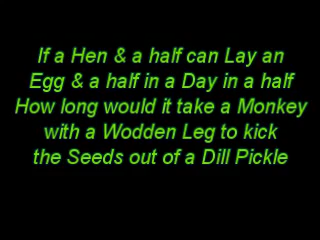 If a Hen & a half can Lay an
Egg & a half in a Day in a half
How long would it take a Monkey
with a Wodden Leg to kick
the Seeds out of a Dill Pickle